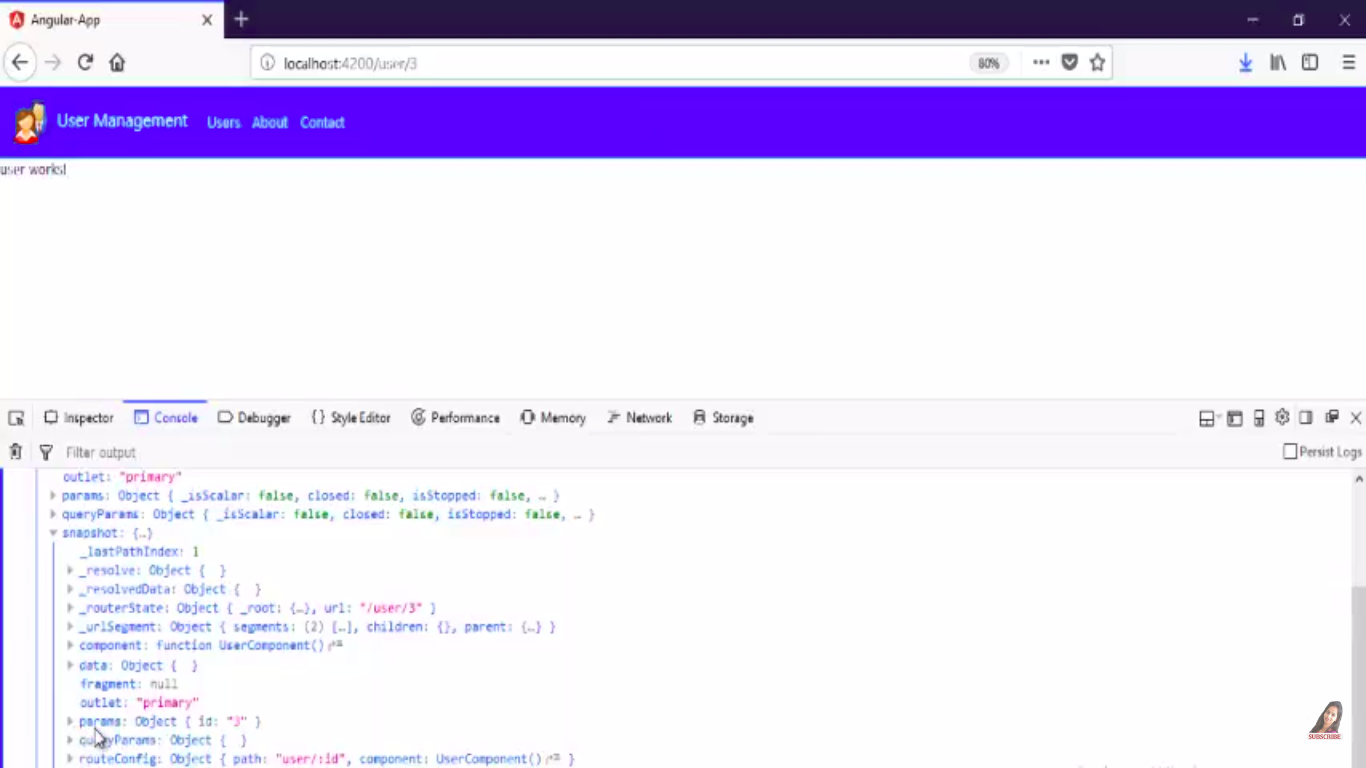 Angular-App
localhost:4200/user/3 80%
User Management Users About Contact
user works!
Inspector Console Debugger {} Style Editor Performance Memory Network Storage
Filter output Persist Logs
outlet: "primary"
params: Object { _isScalar: false, closed: false, isStopped: false, … }
queryParams: Object { _isScalar: false, closed: false, isStopped: false, … }
snapshot: {…}
_lastPathIndex: 1
_resolve: Object { }
_resolvedData: Object { }
_routerState: Object { _root: {…}, url: "/user/3" }
_urlSegment: Object { segments: (2) […], children: {}, parent: {…} }
component: function UserComponent()
data: Object { }
fragment: null
outlet: "primary"
params: Object { id: "3" }
queryParams: Object { }
routeConfig: Object { path: "user/:id", component: UserComponent() }
SUBSCRIBE